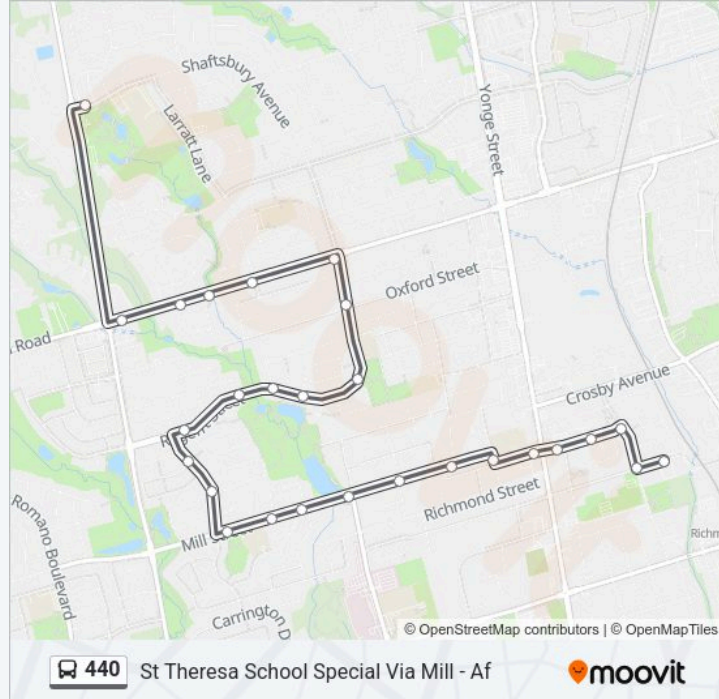 Shaftsbury Avenue
Larratt Lane
Yonge Street
Oxford Street
Road
Crosby Avenue
Richmond Street
Mill
Romano Boulevard
Carrington D
Richm
© OpenStreetMap contributors | © OpenMapTiles
440 St Theresa School Special Via Mill - Af
moovit